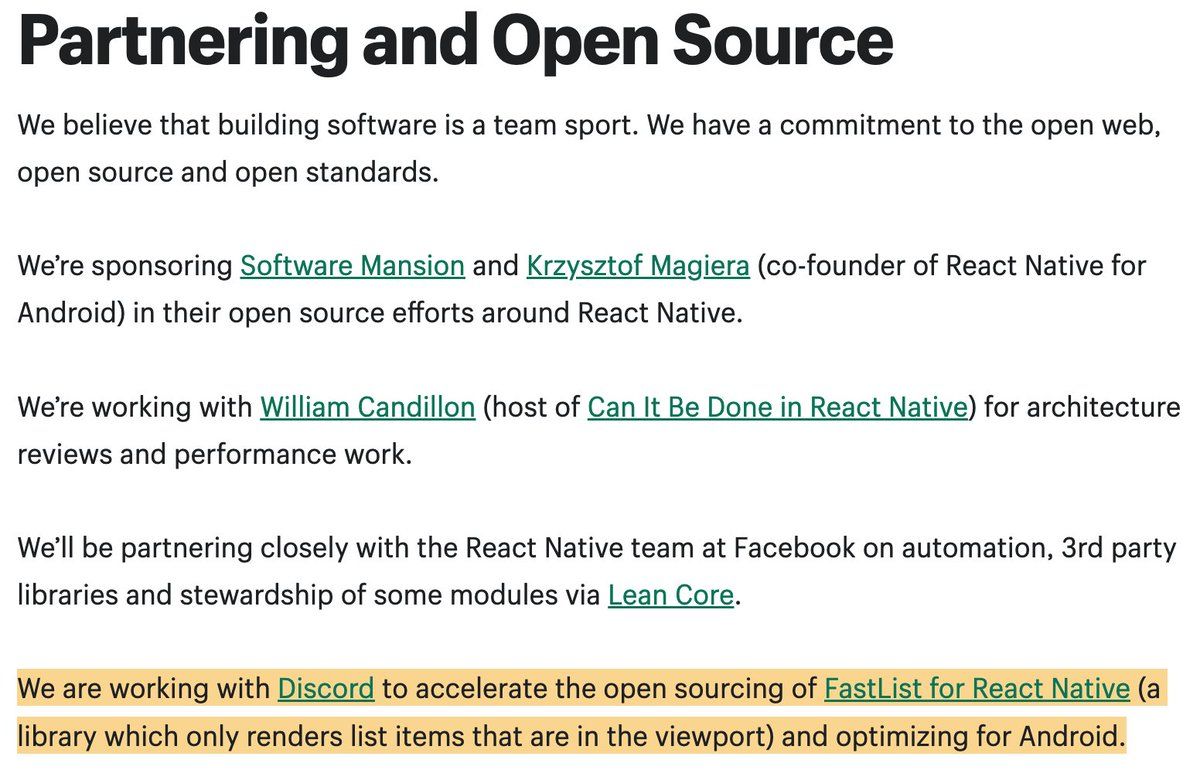 Partnering and Open Source
We believe that building software is a team sport. We have a commitment to the open web,
open source and open standards.
We’re sponsoring Software Mansion and Krzysztof Magiera (co-founder of React Native for
Android) in their open source efforts around React Native.
We’re working with William Candillon (host of Can It Be Done in React Native) for architecture
reviews and performance work.
We’ll be partnering closely with the React Native team at Facebook on automation, 3rd party
libraries and stewardship of some modules via Lean Core.
We are working with Discord to accelerate the open sourcing of FastList for React Native (a
library which only renders list items that are in the viewport) and optimizing for Android.